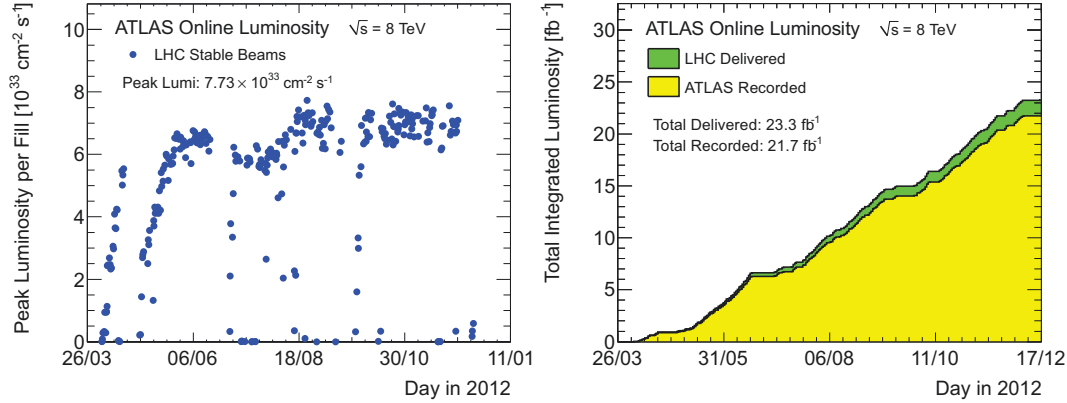 ATLAS Online Luminosity √s = 8 TeV
LHC Stable Beams
Peak Lumi: 7.73 × 10³³ cm⁻² s⁻¹
Peak Luminosity per Fill [10³³ cm⁻² s⁻¹]
10
8
6
4
2
0
26/03 06/06 18/08 30/10 11/01
Day in 2012
ATLAS Online Luminosity √s = 8 TeV
LHC Delivered
ATLAS Recorded
Total Delivered: 23.3 fb¹
Total Recorded: 21.7 fb¹
Total Integrated Luminosity [fb⁻¹]
30
25
20
15
10
5
0
26/03 31/05 06/08 11/10 17/12
Day in 2012